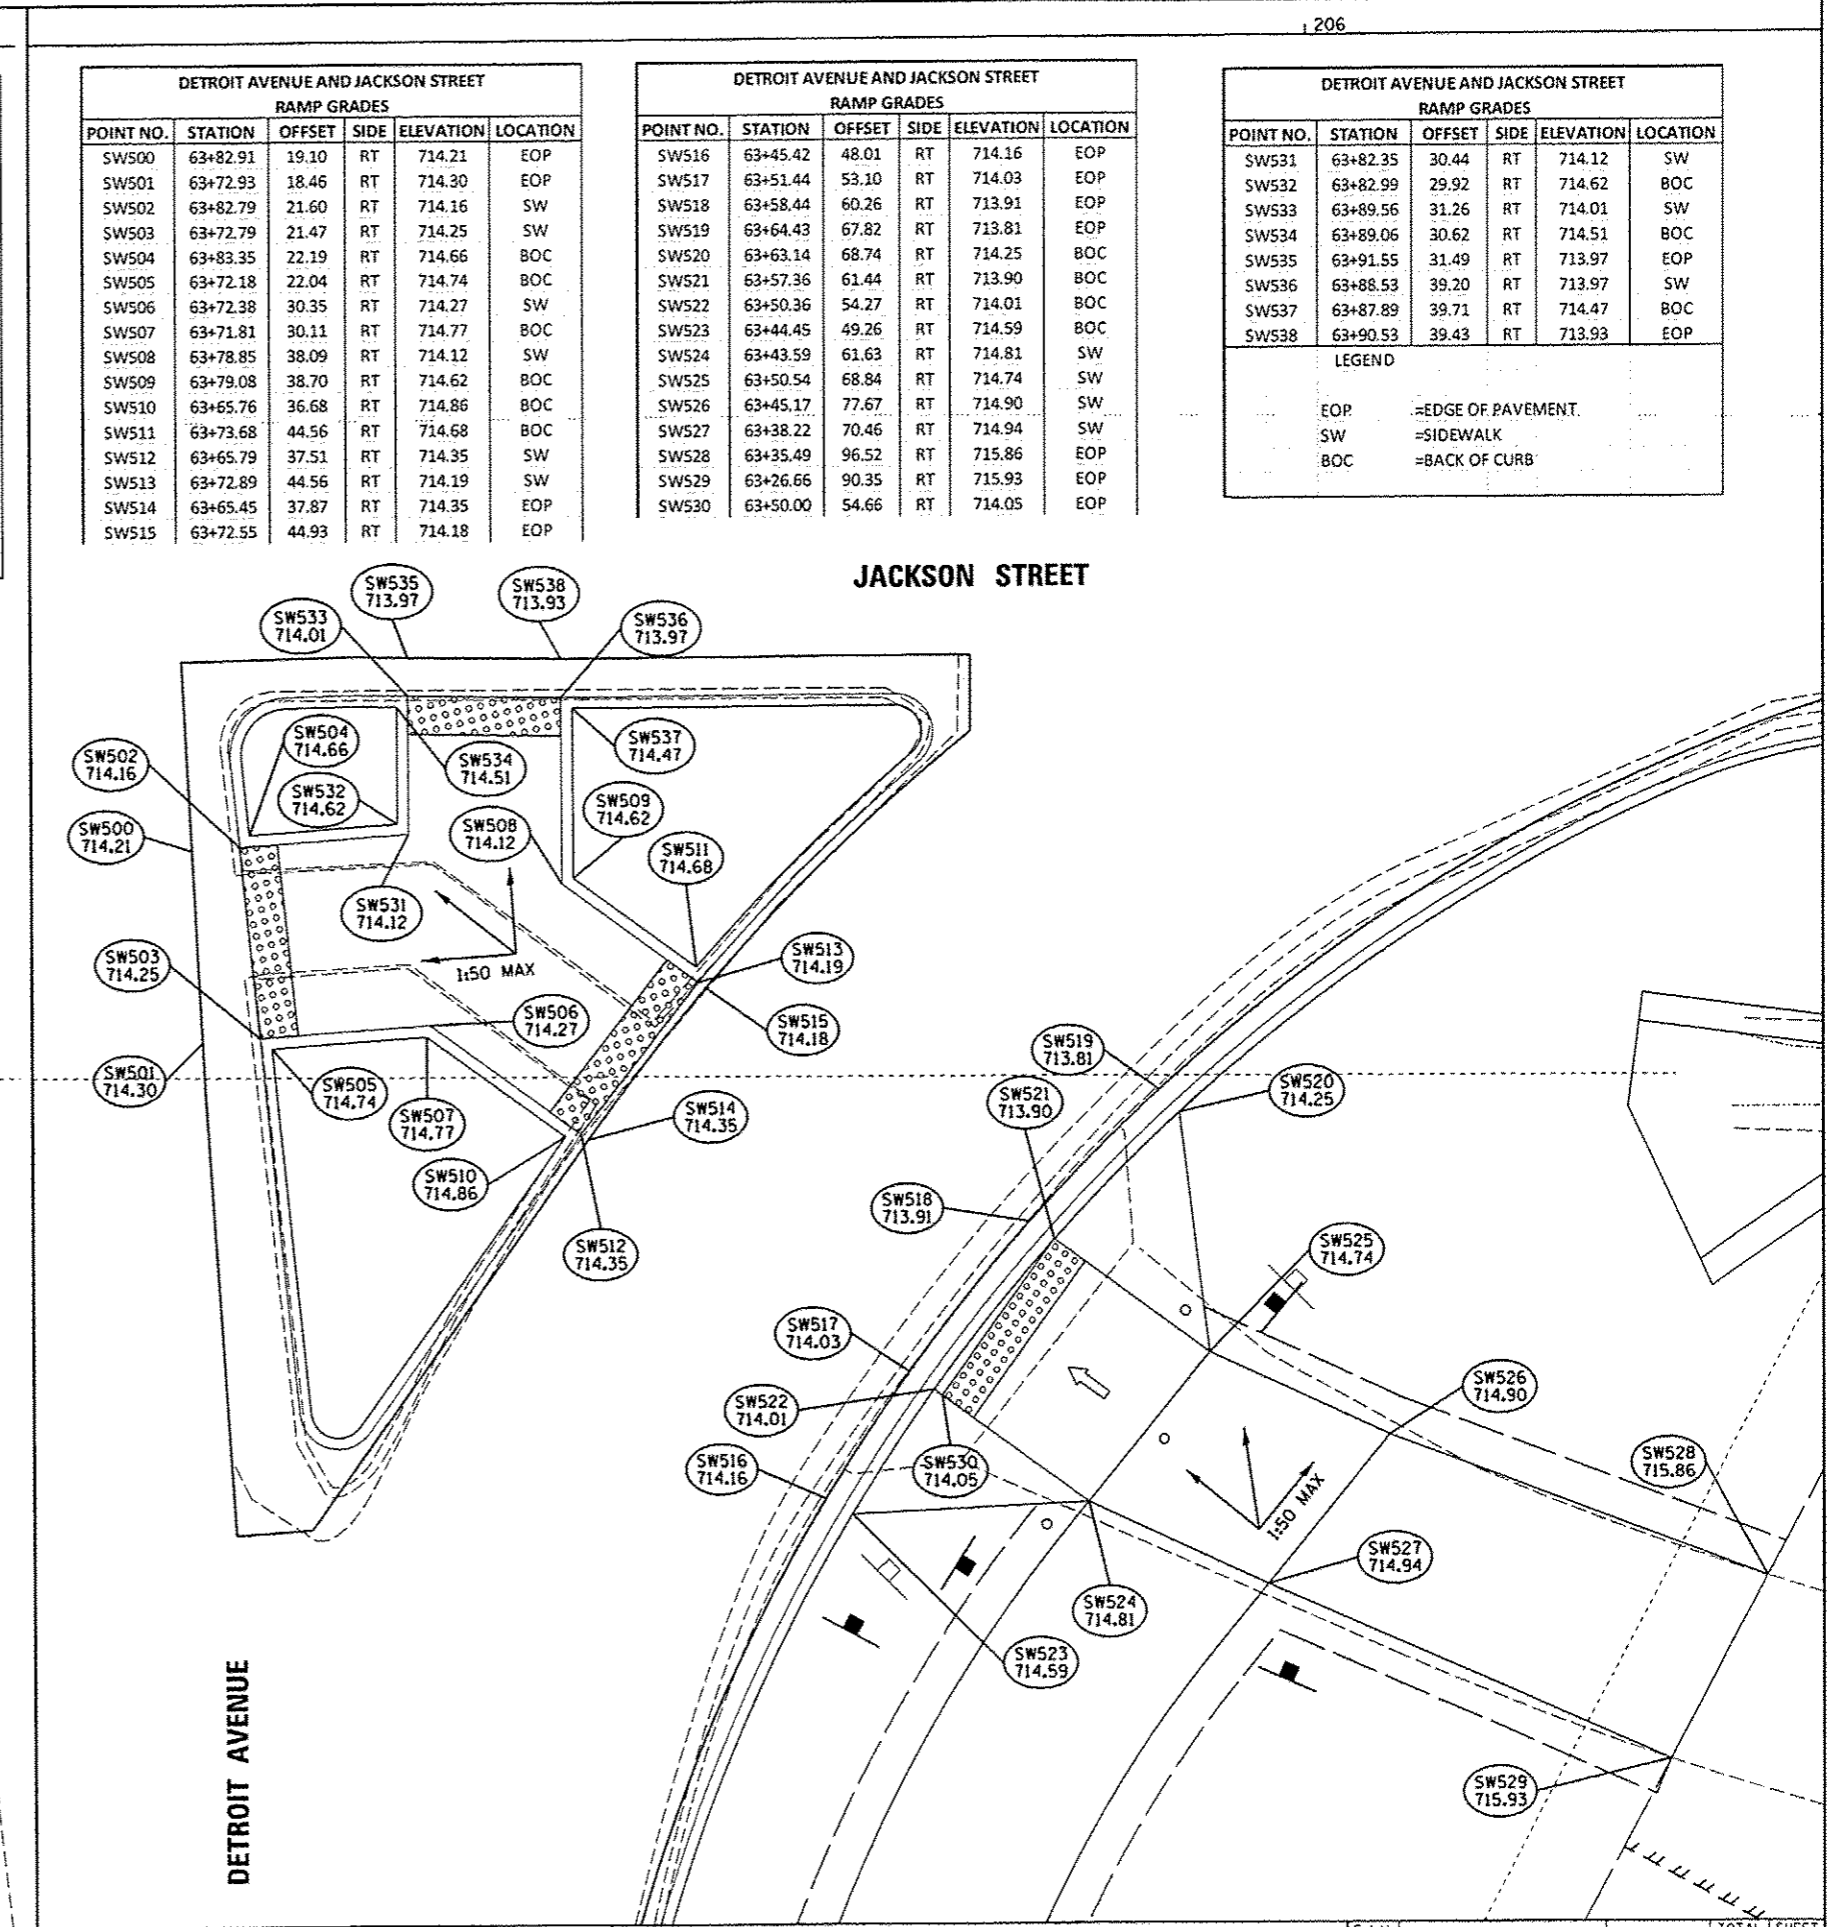 206
DETROIT AVENUE AND JACKSON STREET
RAMP GRADES
POINT NO. STATION OFFSET SIDE ELEVATION LOCATION
SW500 63+82.91 19.10 RT 714.21 EOP
SW501 63+72.93 18.46 RT 714.30 EOP
SW502 63+82.79 21.60 RT 714.16 SW
SW503 63+72.79 21.47 RT 714.25 SW
SW504 63+83.35 22.19 RT 714.66 BOC
SW505 63+72.18 22.04 RT 714.74 BOC
SW506 63+72.38 30.35 RT 714.27 SW
SW507 63+71.81 30.11 RT 714.77 BOC
SW508 63+78.85 38.09 RT 714.12 SW
SW509 63+79.08 38.70 RT 714.62 BOC
SW510 63+65.76 36.68 RT 714.86 BOC
SW511 63+73.68 44.56 RT 714.68 BOC
SW512 63+65.79 37.51 RT 714.35 SW
SW513 63+72.89 44.56 RT 714.19 SW
SW514 63+65.45 37.87 RT 714.35 EOP
SW515 63+72.55 44.93 RT 714.18 EOP
DETROIT AVENUE AND JACKSON STREET
RAMP GRADES
POINT NO. STATION OFFSET SIDE ELEVATION LOCATION
SW516 63+45.42 48.01 RT 714.16 EOP
SW517 63+51.44 53.10 RT 714.03 EOP
SW518 63+58.44 60.26 RT 713.91 EOP
SW519 63+64.43 67.82 RT 713.81 EOP
SW520 63+63.14 68.74 RT 714.25 BOC
SW521 63+57.36 61.44 RT 713.90 BOC
SW522 63+50.36 54.27 RT 714.01 BOC
SW523 63+44.45 49.26 RT 714.59 BOC
SW524 63+43.59 61.63 RT 714.81 SW
SW525 63+50.54 68.84 RT 714.74 SW
SW526 63+45.17 77.67 RT 714.90 SW
SW527 63+38.22 70.46 RT 714.94 SW
SW528 63+35.49 96.52 RT 715.86 EOP
SW529 63+26.66 90.35 RT 715.93 EOP
SW530 63+50.00 54.66 RT 714.05 EOP
DETROIT AVENUE AND JACKSON STREET
RAMP GRADES
POINT NO. STATION OFFSET SIDE ELEVATION LOCATION
SW531 63+82.35 30.44 RT 714.12 SW
SW532 63+82.99 29.92 RT 714.62 BOC
SW533 63+89.56 31.26 RT 714.01 SW
SW534 63+89.06 30.62 RT 714.51 BOC
SW535 63+91.55 31.49 RT 713.97 EOP
SW536 63+88.53 39.20 RT 713.97 SW
SW537 63+87.89 39.71 RT 714.47 BOC
SW538 63+90.53 39.43 RT 713.93 EOP
LEGEND
EOP =EDGE OF PAVEMENT
SW =SIDEWALK
BOC =BACK OF CURB
JACKSON STREET
SW535
713.97
SW538
713.93
SW533
714.01
SW536
713.97
SW504
714.66
SW537
714.47
SW502
714.16
SW534
714.51
SW532
714.62
SW509
714.62
SW500
714.21
SW508
714.12
SW511
714.68
SW531
714.12
SW503
714.25
1:50 MAX
SW513
714.19
SW506
714.27
SW515
714.18
SW501
714.30
SW505
714.74
SW507
714.77
SW514
714.35
SW510
714.86
SW512
714.35
SW519
713.81
SW521
713.90
SW520
714.25
SW518
713.91
SW525
714.74
SW517
714.03
SW522
714.01
SW526
714.90
SW516
714.16
SW530
714.05
SW528
715.86
1:50 MAX
SW527
714.94
SW524
714.81
SW523
714.59
SW529
715.93
DETROIT AVENUE
TOTAL SHEET